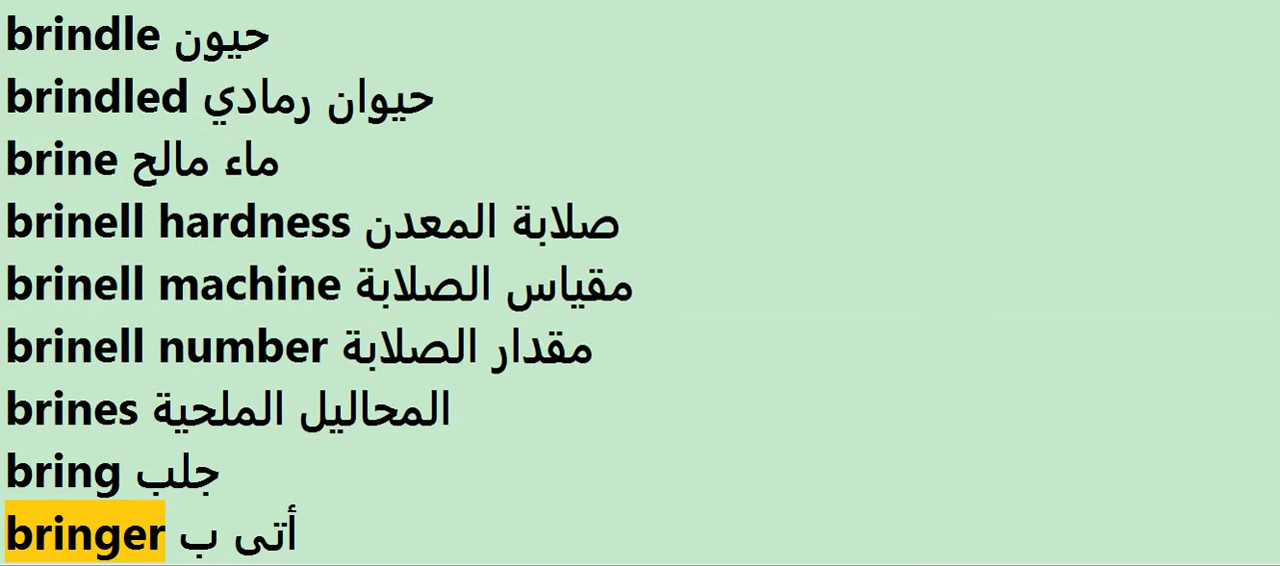 brindle حيون
brindled حيوان رمادي
brine ماء مالح
brinell hardness صلابة المعدن
brinell machine مقياس الصلابة
brinell number مقدار الصلابة
brines المحاليل الملحية
bring جلب
bringer أتى ب